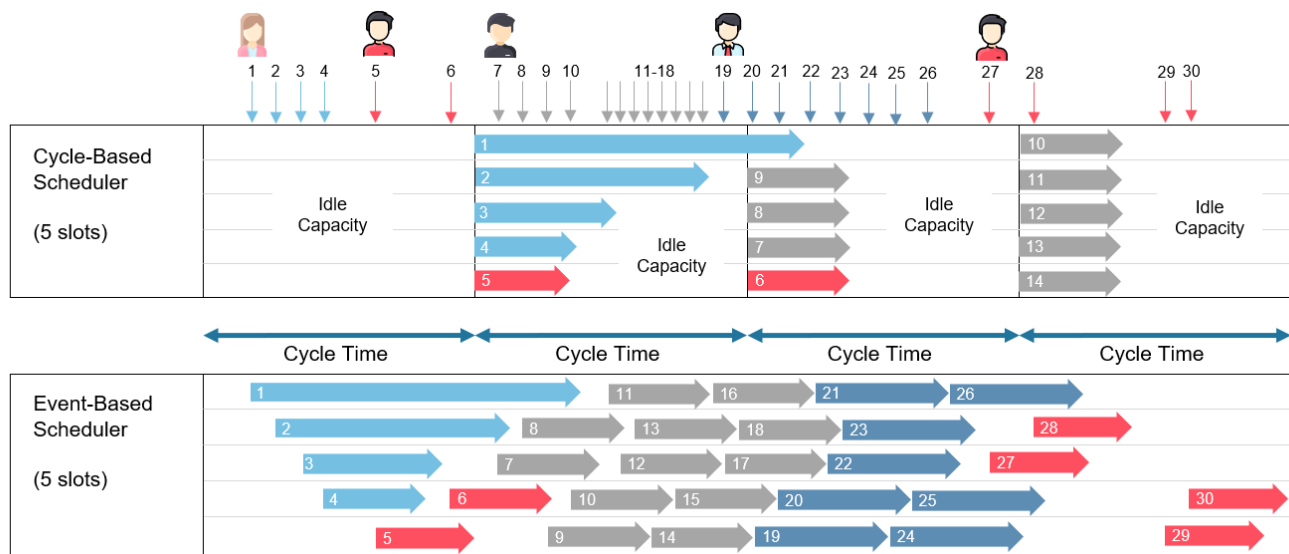 1 2 3 4 5 6 7 8 9 10 11-18 19 20 21 22 23 24 25 26 27 28 29 30
Cycle-Based
Scheduler
(5 slots)
Idle
Capacity
1
2
3
4
5
Idle
Capacity
9
8
7
6
Idle
Capacity
10
11
12
13
14
Idle
Capacity
Cycle Time Cycle Time Cycle Time Cycle Time
Event-Based
Scheduler
(5 slots)
1 11 16 21 26
2 8 13 18 23 28
3 7 12 17 22 27
4 6 10 15 20 25 30
5 9 14 19 24 29